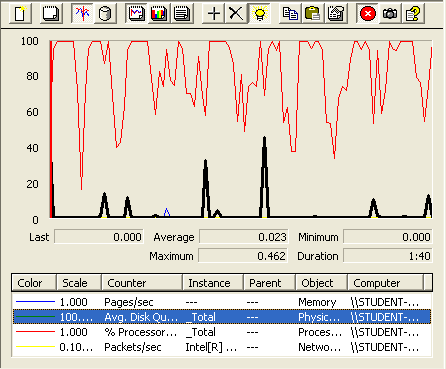 100
80
60
40
20
0
Last 0.000 Average 0.023 Minimum 0.000
Maximum 0.462 Duration 1:40
Color Scale Counter Instance Parent Object Computer
1.000 Pages/sec --- --- Memory \\STUDENT-...
100.... Avg. Disk Qu... _Total Physic... \\STUDENT-...
1.000 % Processor... _Total Proces... \\STUDENT-...
0.10... Packets/sec Intel[R] ... Netwo... \\STUDENT-...